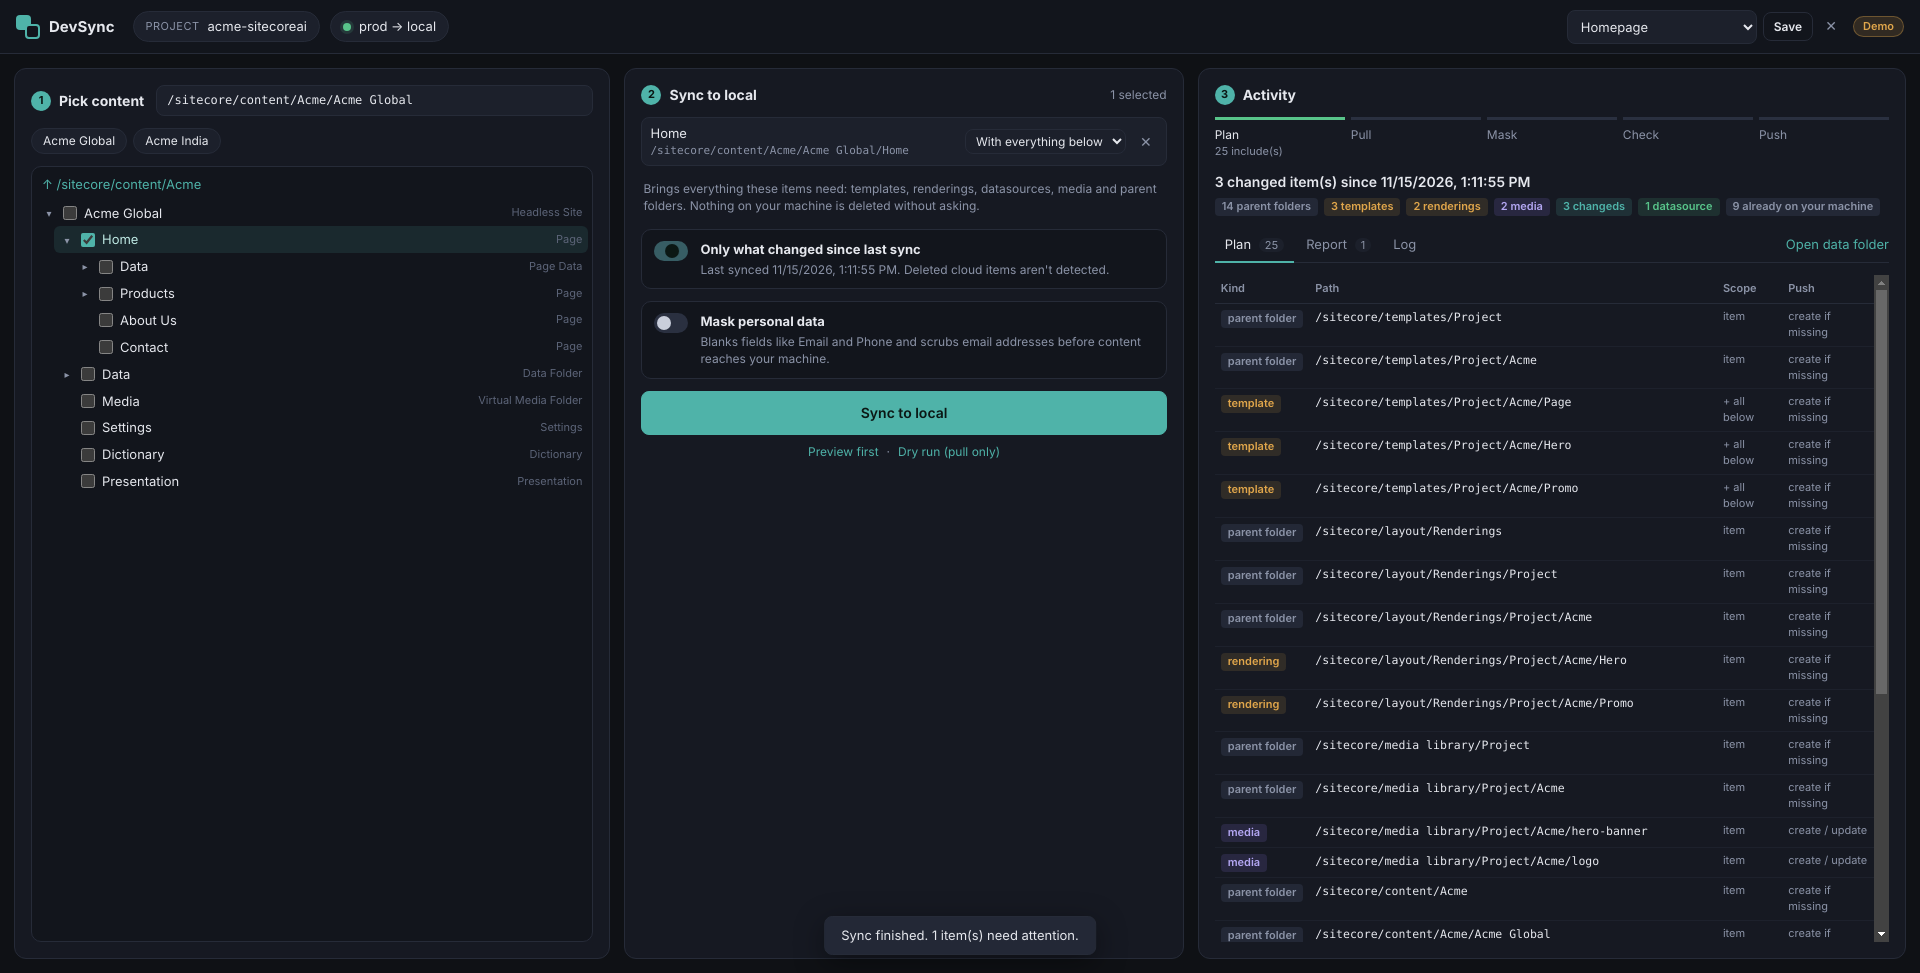 DevSync
PROJECT acme-sitecoreai
prod → local
Homepage
Save
×
Demo
1 Pick content
/sitecore/content/Acme/Acme Global
Acme Global
Acme India
↑ /sitecore/content/Acme
Acme Global Headless Site
Home Page
Data Page Data
Products Page
About Us Page
Contact Page
Data Data Folder
Media Virtual Media Folder
Settings Settings
Dictionary Dictionary
Presentation Presentation
2 Sync to local
1 selected
Home
/sitecore/content/Acme/Acme Global/Home
With everything below
×
Brings everything these items need: templates, renderings, datasources, media and parent
folders. Nothing on your machine is deleted without asking.
Only what changed since last sync
Last synced 11/15/2026, 1:11:55 PM. Deleted cloud items aren't detected.
Mask personal data
Blanks fields like Email and Phone and scrubs email addresses before content
reaches your machine.
Sync to local
Preview first · Dry run (pull only)
Sync finished. 1 item(s) need attention.
3 Activity
Plan Pull Mask Check Push
25 include(s)
3 changed item(s) since 11/15/2026, 1:11:55 PM
14 parent folders 3 templates 2 renderings 2 media 3 changeds 1 datasource 9 already on your machine
Plan 25 Report 1 Log Open data folder
Kind Path Scope Push
parent folder /sitecore/templates/Project item create if
missing
parent folder /sitecore/templates/Project/Acme item create if
missing
template /sitecore/templates/Project/Acme/Page + all create if
below missing
template /sitecore/templates/Project/Acme/Hero + all create if
below missing
template /sitecore/templates/Project/Acme/Promo + all create if
below missing
parent folder /sitecore/layout/Renderings item create if
missing
parent folder /sitecore/layout/Renderings/Project item create if
missing
parent folder /sitecore/layout/Renderings/Project/Acme item create if
missing
rendering /sitecore/layout/Renderings/Project/Acme/Hero item create if
missing
rendering /sitecore/layout/Renderings/Project/Acme/Promo item create if
missing
parent folder /sitecore/media library/Project item create if
missing
parent folder /sitecore/media library/Project/Acme item create if
missing
media /sitecore/media library/Project/Acme/hero-banner item create / update
media /sitecore/media library/Project/Acme/logo item create / update
parent folder /sitecore/content/Acme item create if
missing
parent folder /sitecore/content/Acme/Acme Global item create if